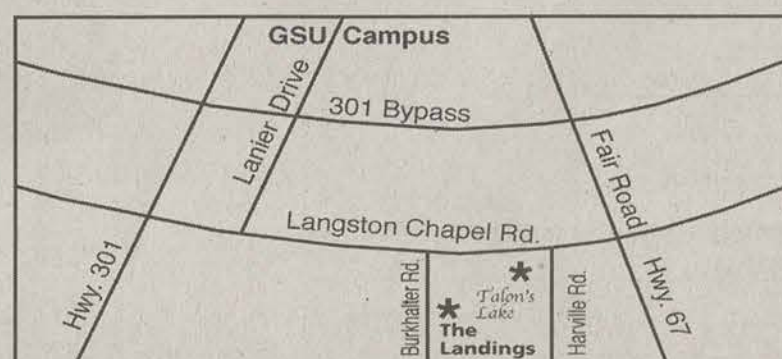 GSU Campus
Lanier Drive
301 Bypass
Fair Road
Langston Chapel Rd.
Hwy. 301
Burkhalter Rd.
* Talon's
Lake
* The
Landings
Harville Rd.
Hwy. 67